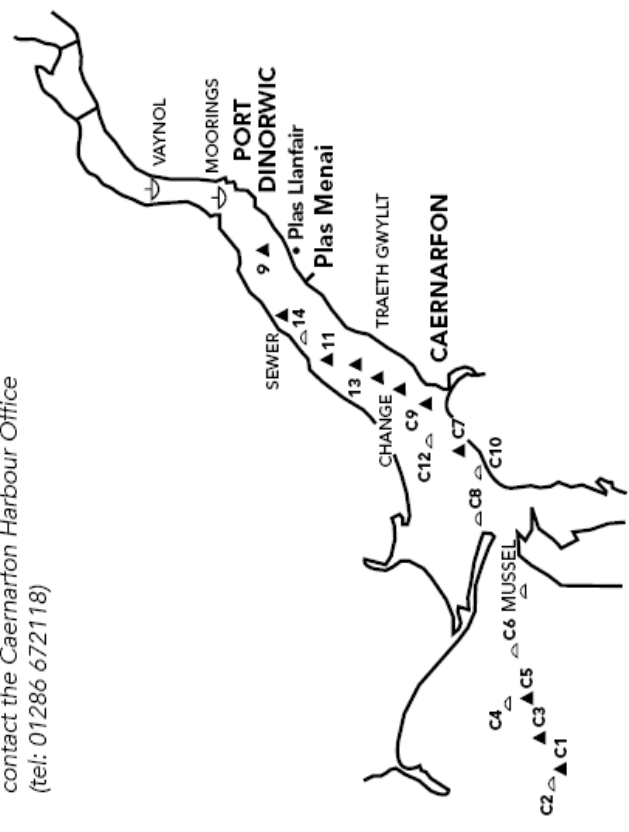 contact the Caernarfon Harbour Office
(tel: 01286 672118)
VAYNOL
MOORINGS
PORT
DINORWIC
Plas Llanfair
Plas Menai
9
SEWER
14
11
TRAETH GWYLLT
13
CHANGE
CAERNARFON
C9
C12
C7
C10
C8
MUSSEL
C6
C4
C5
C3
C1
C2